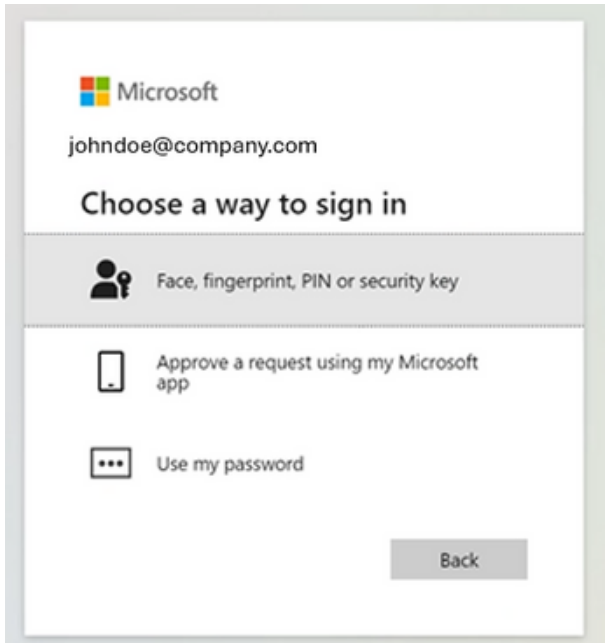 Microsoft
johndoe@company.com
Choose a way to sign in
Face, fingerprint, PIN or security key
Approve a request using my Microsoft
app
Use my password
Back